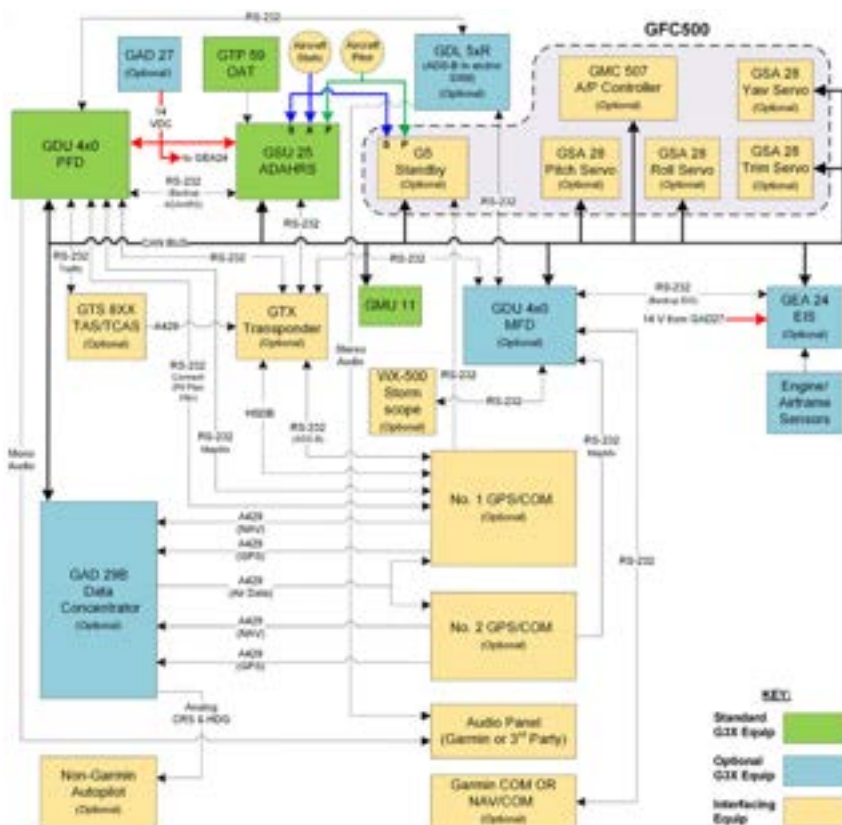 RS-232
GFC500
GAD 27
(Optional)
GTP 59
OAT
Aircraft
Static
Aircraft
Pitot
GDL 5xR
(Optional)
GMC 507
A/P Controller
(Optional)
GSA 28
Yaw Servo
(Optional)
14
VDC
to GEA24
S A P
S P
GDU 4x0
PFD
GSU 25
ADAHRS
G5
Standby
(Optional)
GSA 28
Pitch Servo
(Optional)
GSA 28
Roll Servo
(Optional)
GSA 28
Trim Servo
(Optional)
RS-232
(Backup
RS-232
RS-232
CAN BUS
RS-232
Traffic
RS-232
RS-232
RS-232
GTS 8XX
TAS/TCAS
(Optional)
A429
GTX
Transponder
(Optional)
GMU 11
GDU 4x0
MFD
(Optional)
RS-232
(Backup EIS)
14 V from GAD27
GEA 24
EIS
(Optional)
Stereo
Audio
RS-232
Connext
(Flt Plan
RS-232
RS-232
MapMx
HSDB
RS-232
(ADS-B)
Storm
scope
(Optional)
RS-232
RS-232
MapMx
Engine/
Airframe
Sensors
Mono
Audio
No. 1 GPS/COM
(Optional)
GAD 29B
Data
Concentrator
(Optional)
A429
(NAV)
A429
(GPS)
A429
(Air Data)
A429
(NAV)
A429
(GPS)
RS-232
No. 2 GPS/COM
(Optional)
Analog
CRS & HDG
Audio Panel
(Garmin or 3rd Party)
Non-Garmin
Autopilot
(Optional)
Garmin COM OR
NAV/COM
(Optional)
KEY:
Standard
G3X Equip
Optional
G3X Equip
Interfacing
Equip